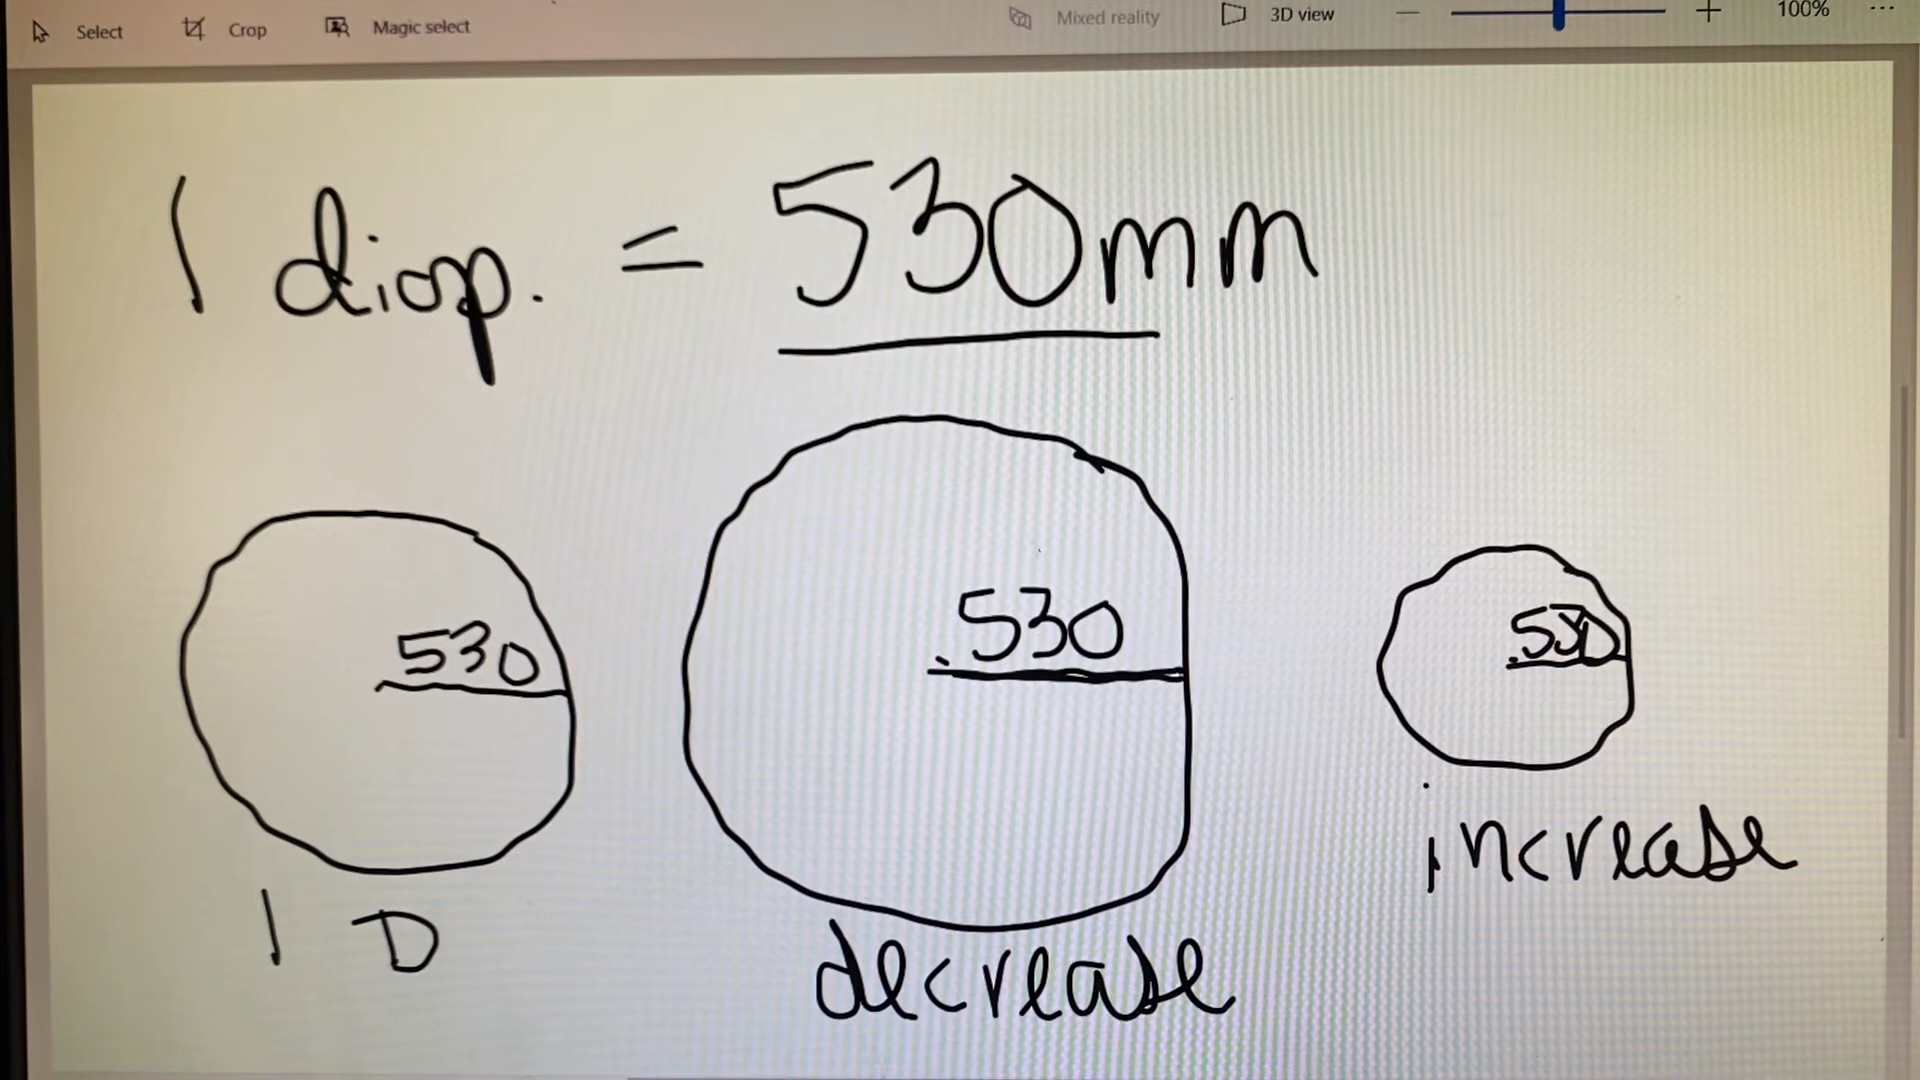 Select Crop Magic select Mixed reality 3D view — + 100% ...
1 diop. = 530mm
530
.530
.530
1 D
decrease
increase